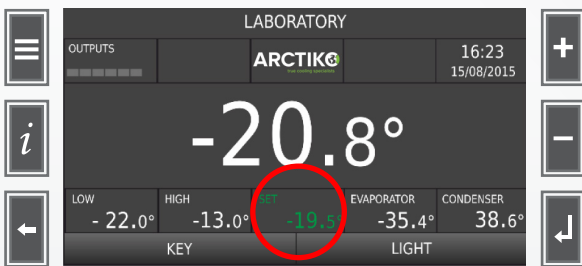 LABORATORY
OUTPUTS
ARCTIKO
16:23
15/08/2015
-20.8°
LOW HIGH SET EVAPORATOR CONDENSER
- 22.0° -13.0° -19.5° -35.4° 38.6°
KEY LIGHT